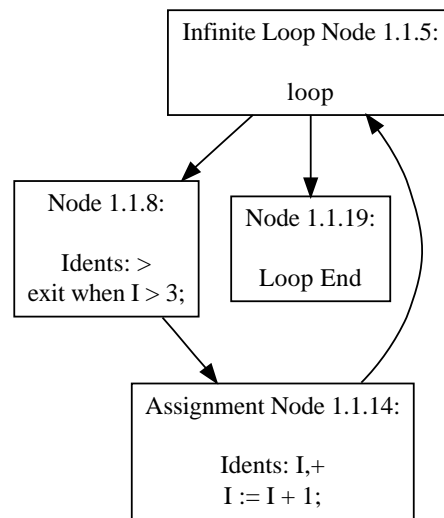 Infinite Loop Node 1.1.5:
loop
Node 1.1.8:
Idents: >
exit when I > 3;
Node 1.1.19:
Loop End
Assignment Node 1.1.14:
Idents: I,+
I := I + 1;